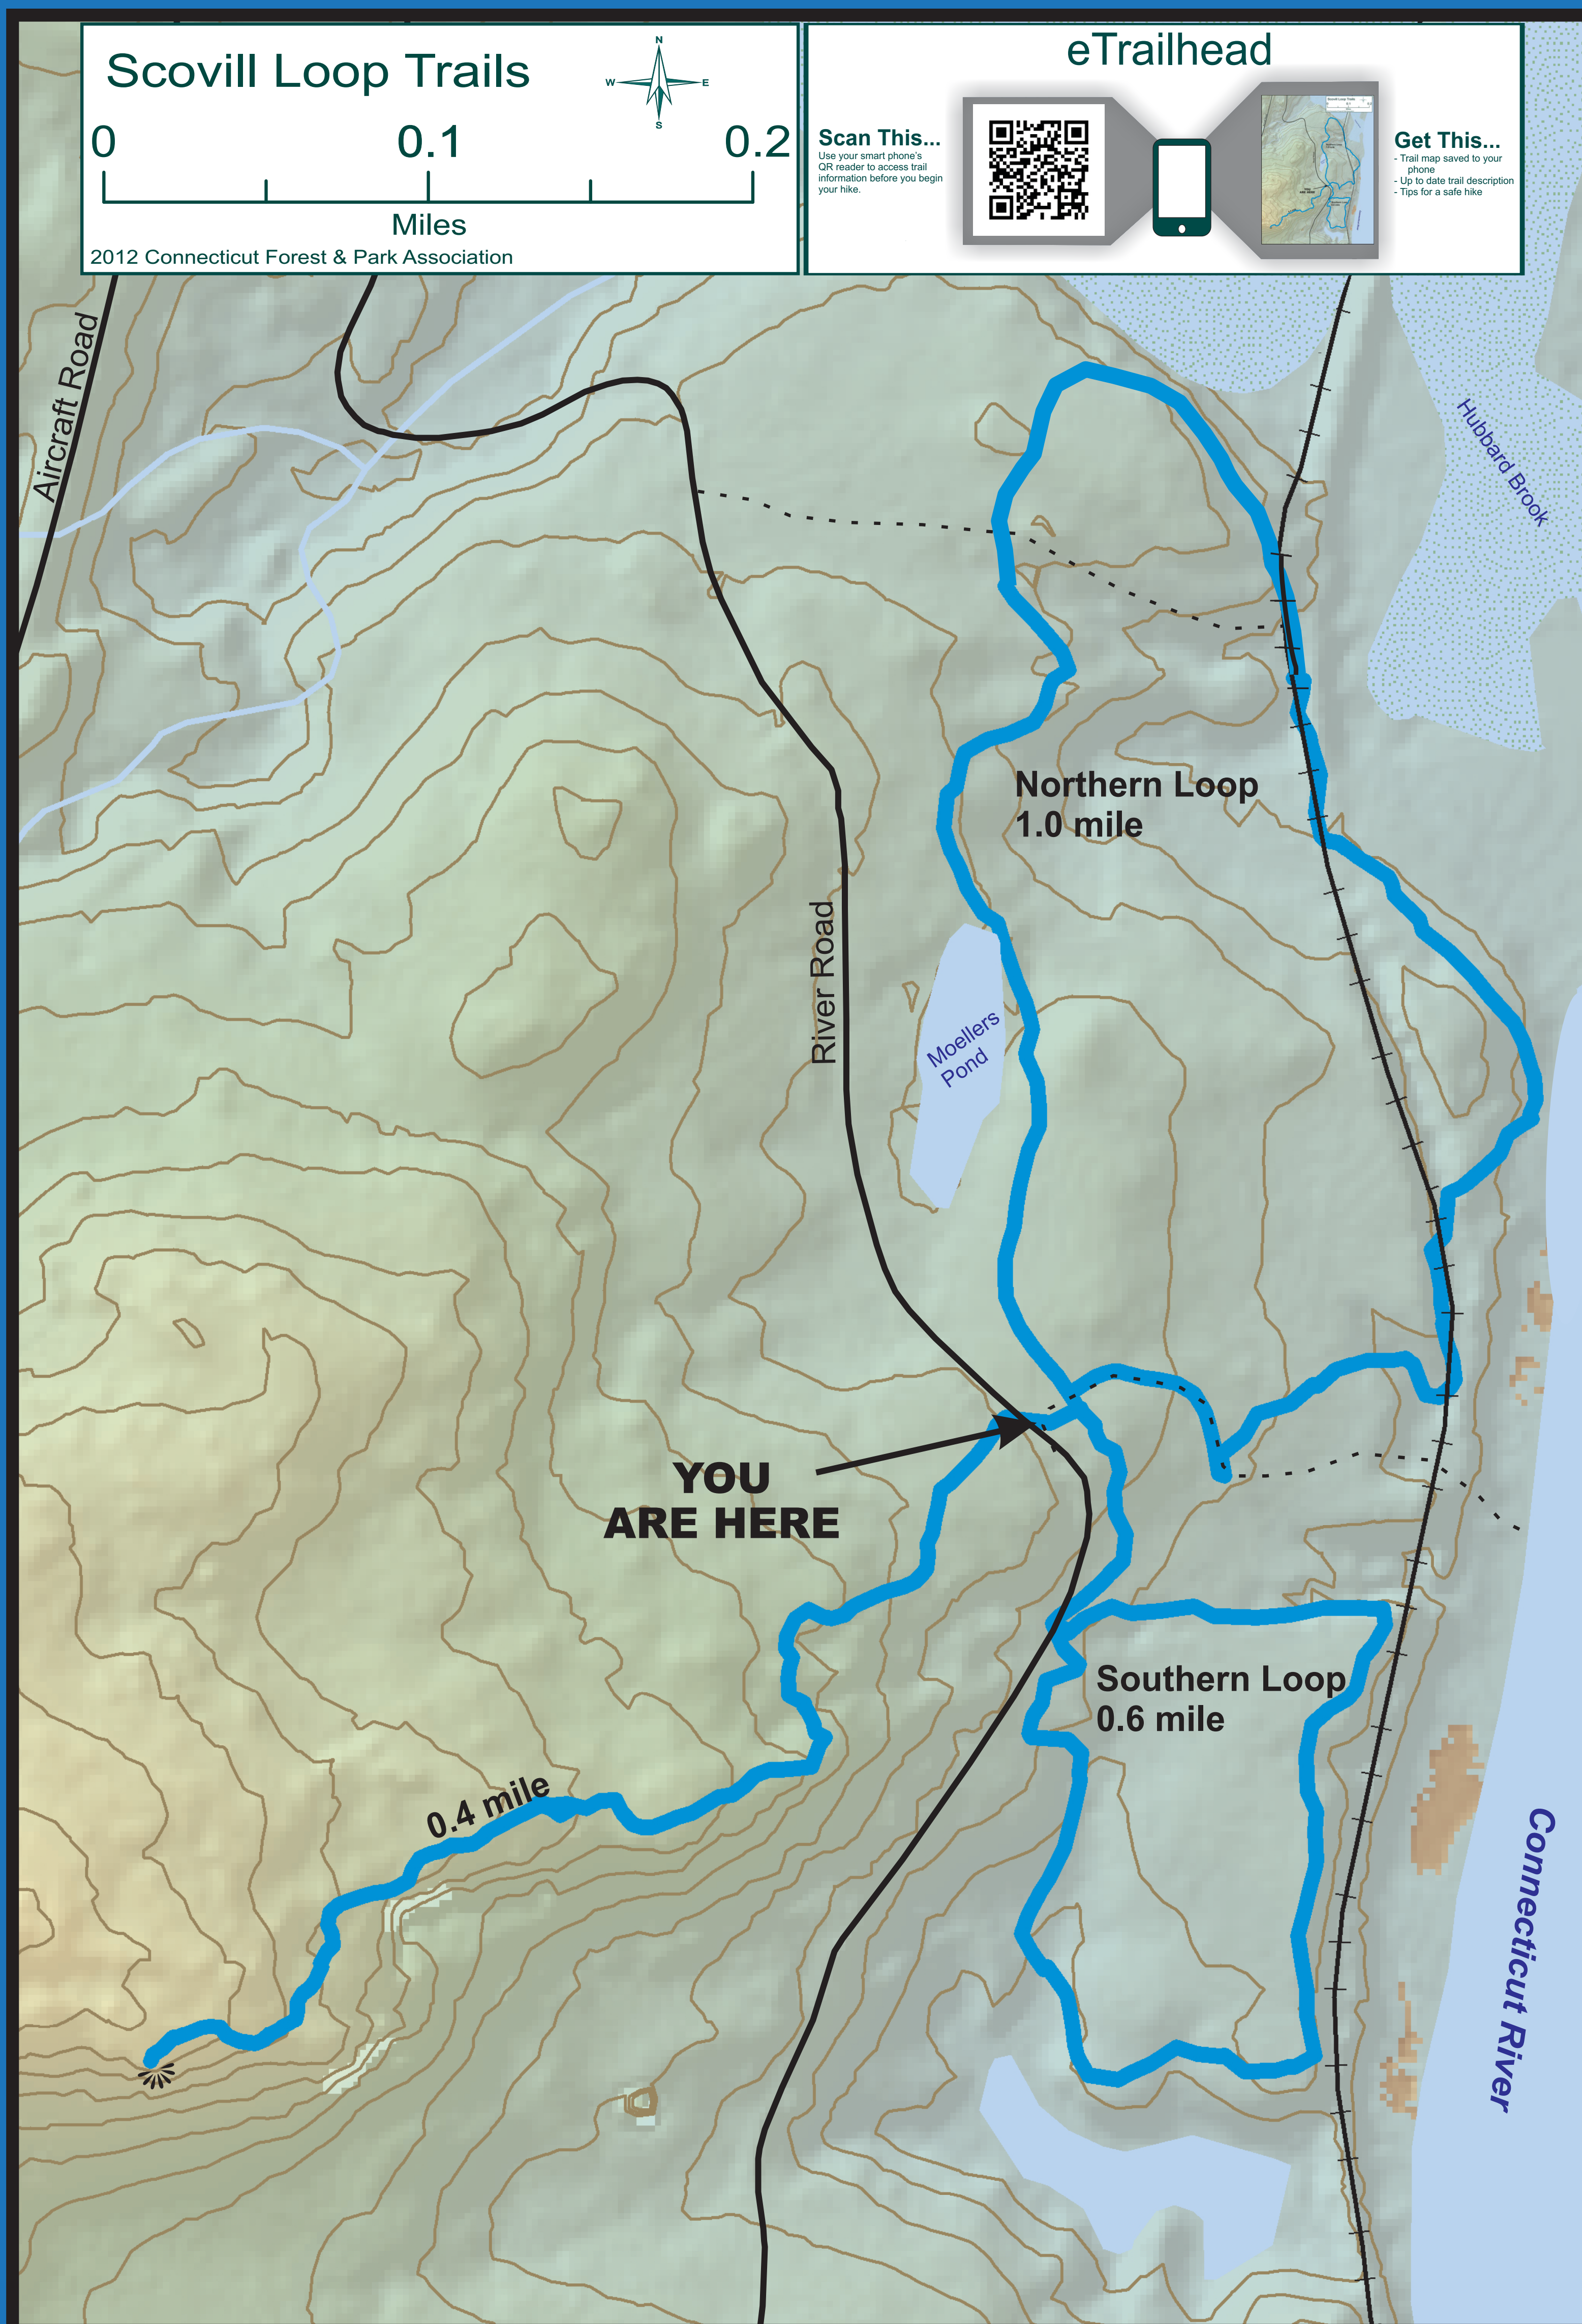 Scovill Loop Trails
N
W
E
S
0
0.1
0.2
Miles
2012 Connecticut Forest & Park Association
eTrailhead
Scan This...
Use your smart phone's
QR reader to access trail
information before you begin
your hike.
Get This...
- Trail map saved to your
phone
- Up to date trail description
- Tips for a safe hike
Aircraft Road
Hubbard Brook
Northern Loop
1.0 mile
River Road
Moellers
Pond
YOU
ARE HERE
Southern Loop
0.6 mile
0.4 mile
Connecticut River